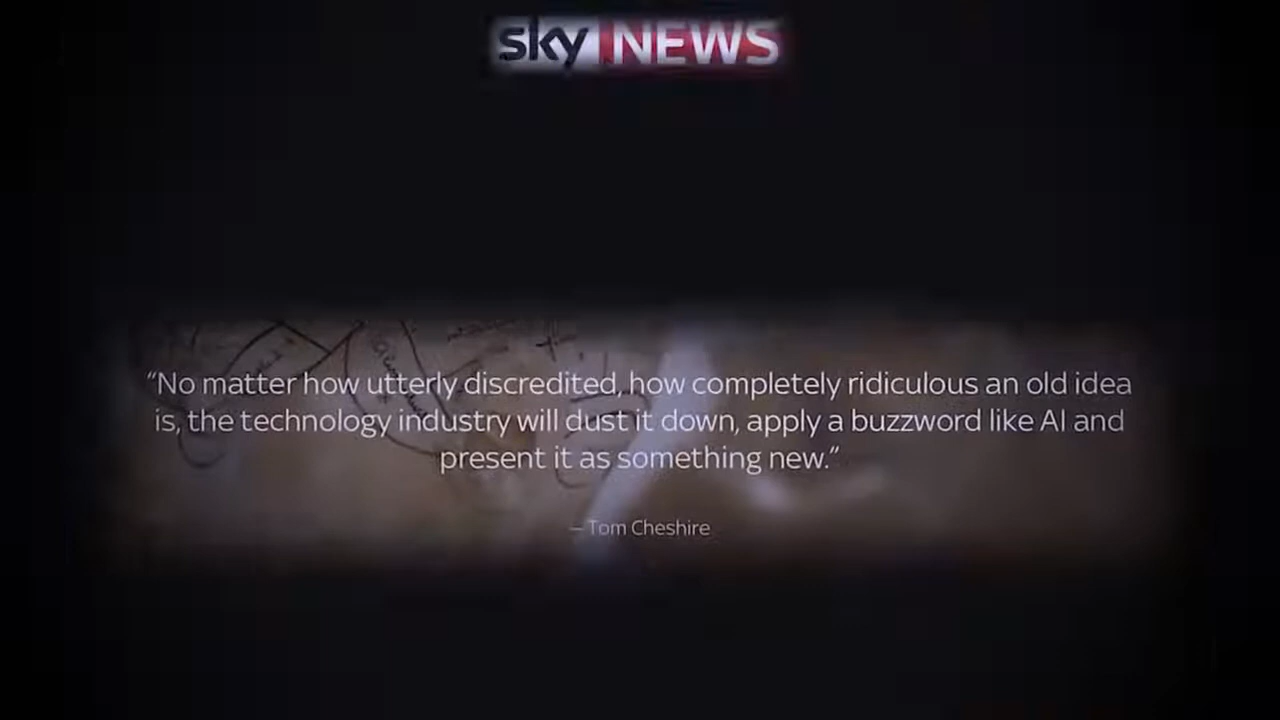 sky NEWS
“No matter how utterly discredited, how completely ridiculous an old idea
is, the technology industry will dust it down, apply a buzzword like AI and
present it as something new.”
– Tom Cheshire